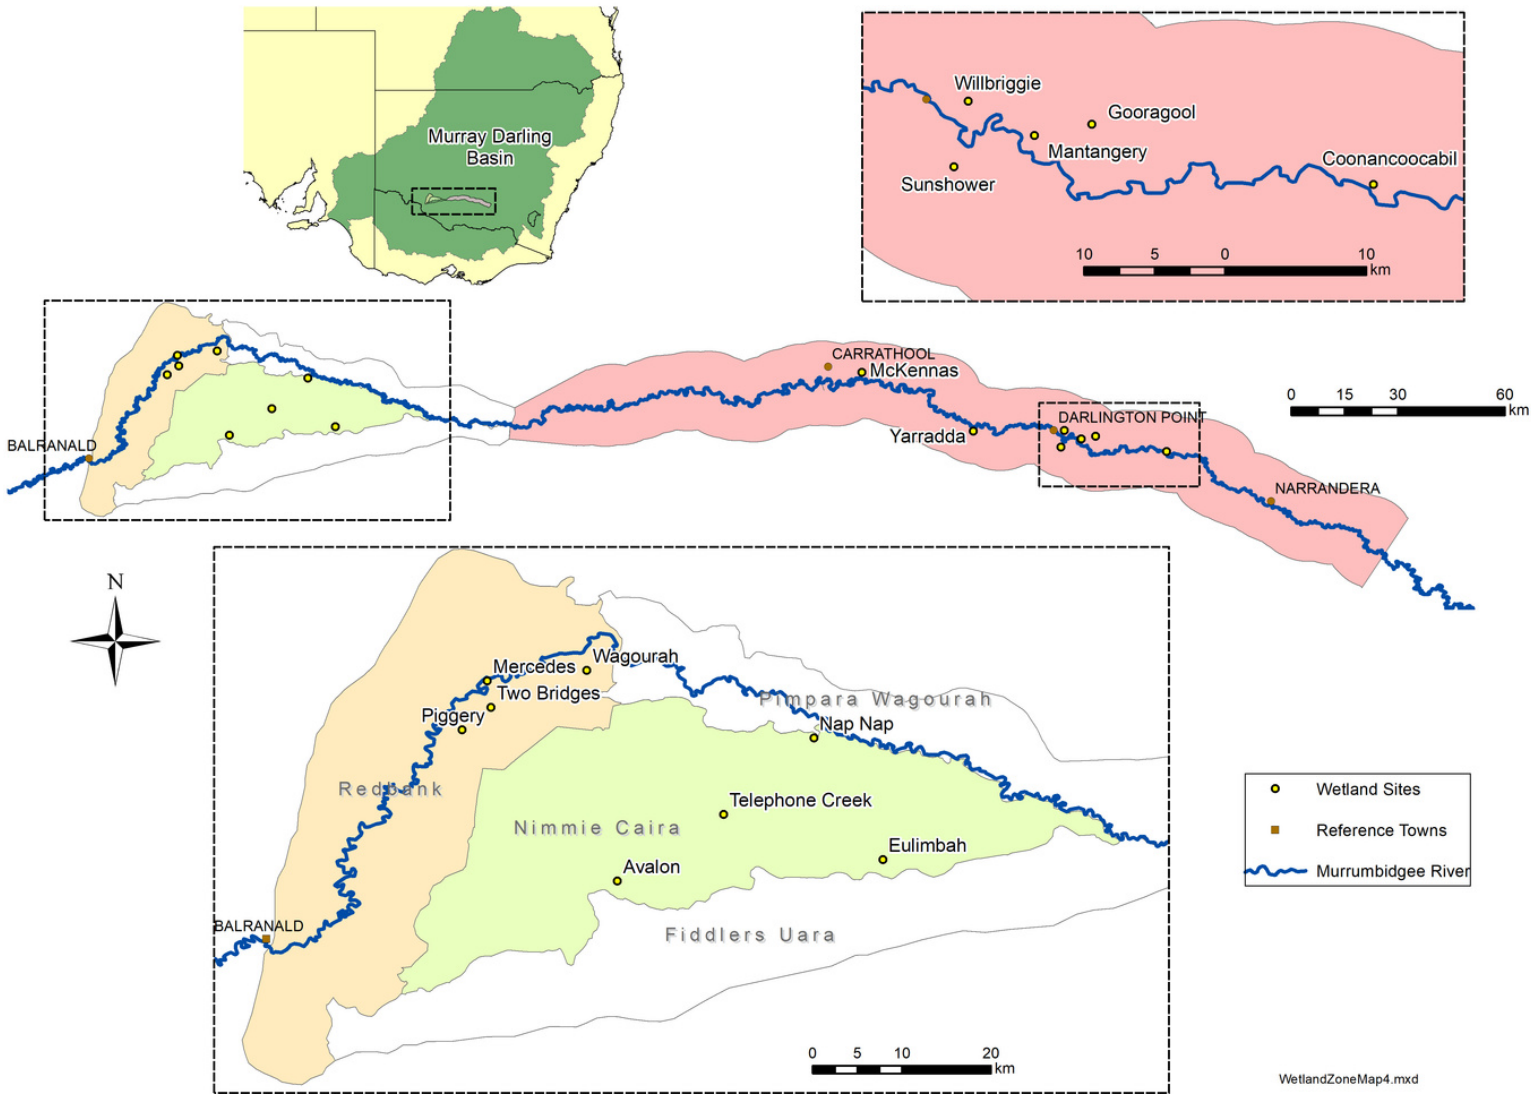 Murray Darling
Basin
Willbriggie
Gooragool
Mantangery
Coonancoocabil
Sunshower
10 5 0 10
km
CARRATHOOL
McKennas
DARLINGTON POINT
Yarradda
NARRANDERA
0 15 30 60
km
BALRANALD
N
Mercedes
Wagourah
Two Bridges
Piggery
Pimpara Wagourah
Nap Nap
Redbank
Telephone Creek
Nimmie Caira
Eulimbah
Avalon
BALRANALD
Fiddlers Uara
0 5 10 20
km
Wetland Sites
Reference Towns
Murrumbidgee River
WetlandZoneMap4.mxd